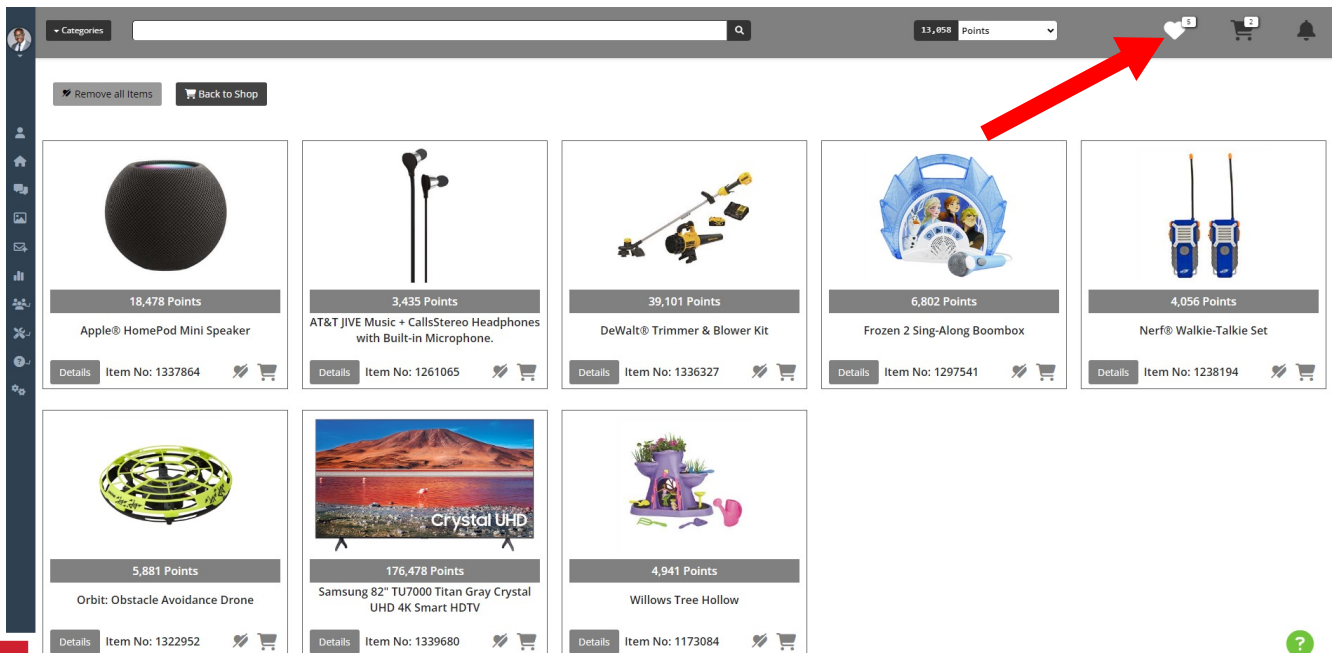 Categories
13,058 Points
5
2
Remove all Items
Back to Shop
18,478 Points
Apple® HomePod Mini Speaker
Details Item No: 1337864
3,435 Points
AT&T JIVE Music + CallsStereo Headphones
with Built-in Microphone.
Details Item No: 1261065
39,101 Points
DeWalt® Trimmer & Blower Kit
Details Item No: 1336327
6,802 Points
Frozen 2 Sing-Along Boombox
Details Item No: 1297541
4,056 Points
Nerf® Walkie-Talkie Set
Details Item No: 1238194
5,881 Points
Orbit: Obstacle Avoidance Drone
Details Item No: 1322952
Crystal UHD
176,478 Points
Samsung 82" TU7000 Titan Gray Crystal
UHD 4K Smart HDTV
Details Item No: 1339680
4,941 Points
Willows Tree Hollow
Details Item No: 1173084
?